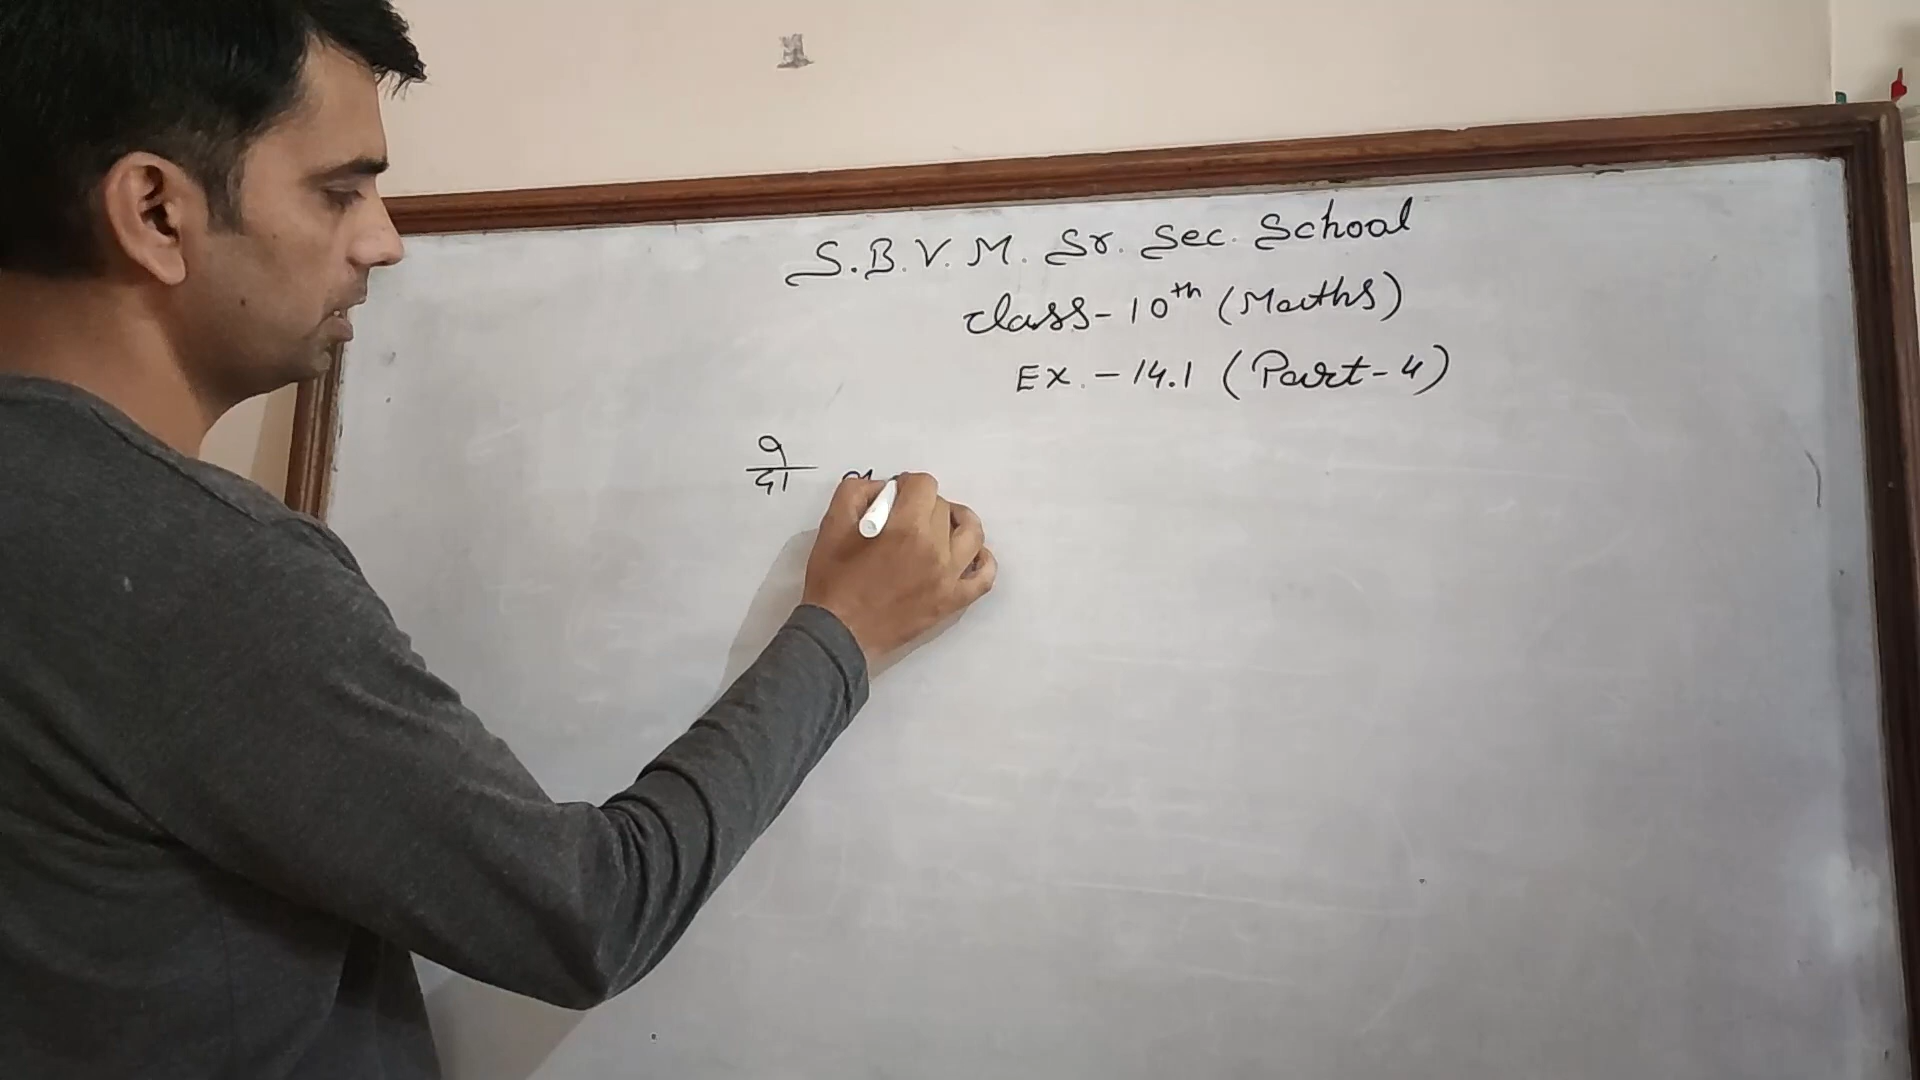 S.B.V.M. Sr. Sec. School
Class-10th (Maths)
Ex.-14.1 (Part-4)